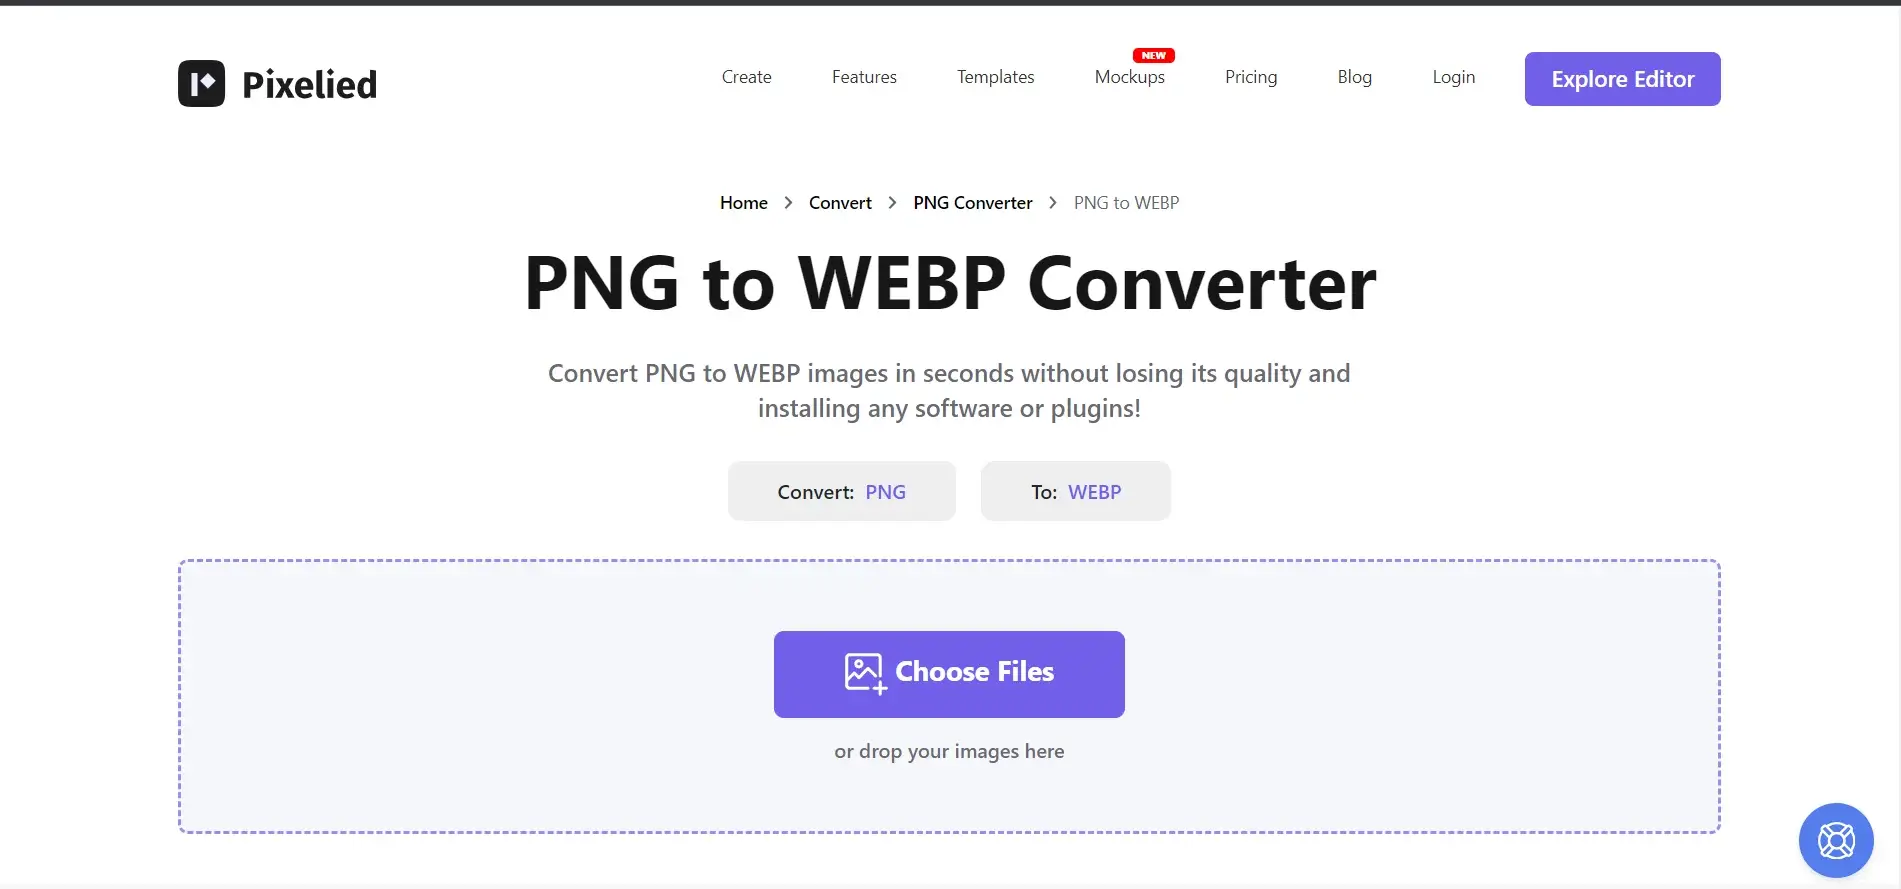 Pixelied
Create Features Templates Mockups NEW Pricing Blog Login Explore Editor
Home > Convert > PNG Converter > PNG to WEBP
PNG to WEBP Converter
Convert PNG to WEBP images in seconds without losing its quality and
installing any software or plugins!
Convert: PNG To: WEBP
Choose Files
or drop your images here